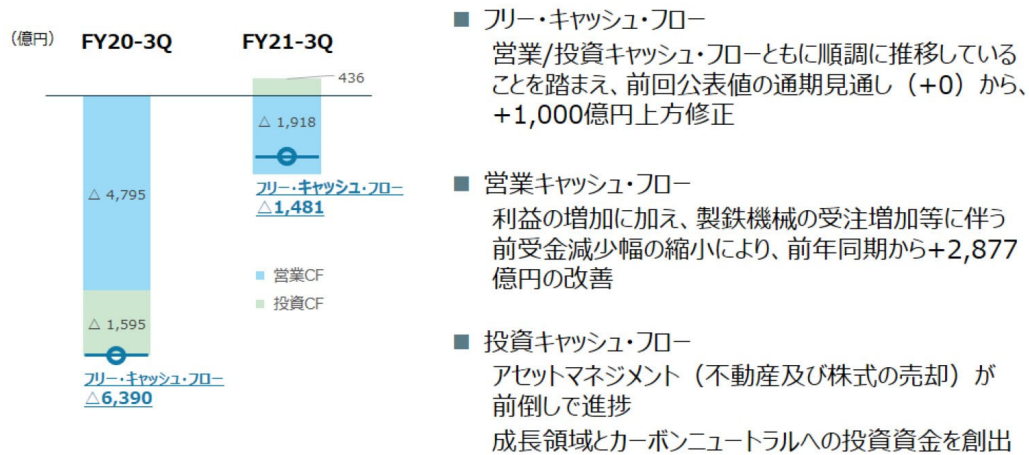 (億円)
FY20-3Q
FY21-3Q
436
△ 1,918
フリー・キャッシュ・フロー
△1,481
△ 4,795
営業CF
投資CF
△ 1,595
フリー・キャッシュ・フロー
△6,390
■ フリー・キャッシュ・フロー
営業/投資キャッシュ・フローともに順調に推移している
ことを踏まえ、前回公表値の通期見通し（+0）から、
+1,000億円上方修正
■ 営業キャッシュ・フロー
利益の増加に加え、製鉄機械の受注増加等に伴う
前受金減少幅の縮小により、前年同期から+2,877
億円の改善
■ 投資キャッシュ・フロー
アセットマネジメント（不動産及び株式の売却）が
前倒しで進捗
成長領域とカーボンニュートラルへの投資資金を創出